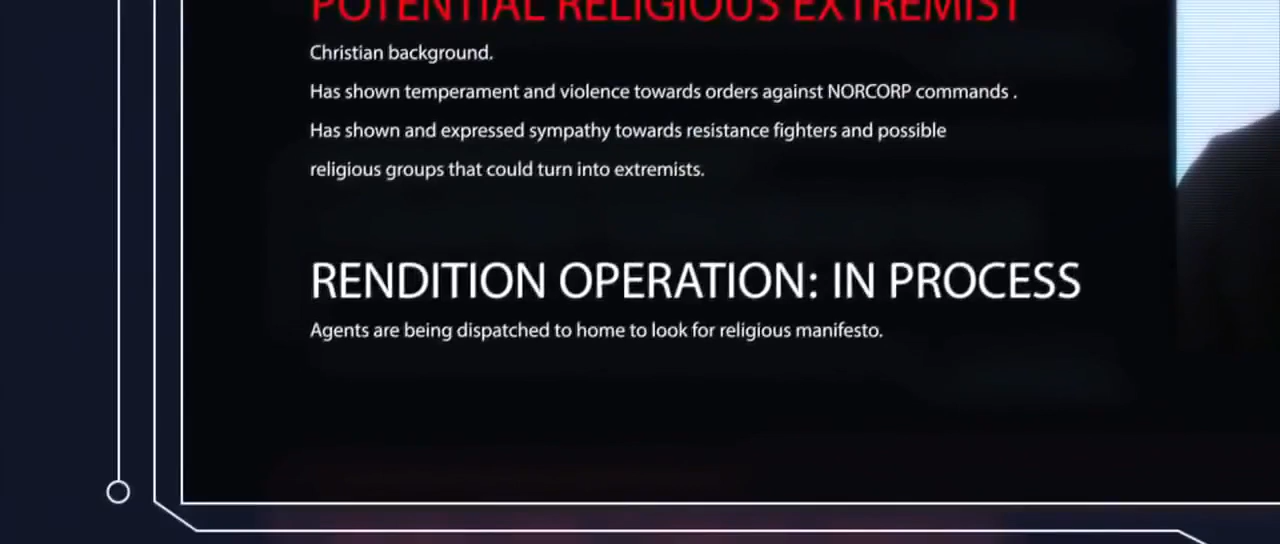 POTENTIAL RELIGIOUS EXTREMIST
Christian background.
Has shown temperament and violence towards orders against NORCORP commands .
Has shown and expressed sympathy towards resistance fighters and possible
religious groups that could turn into extremists.
RENDITION OPERATION: IN PROCESS
Agents are being dispatched to home to look for religious manifesto.